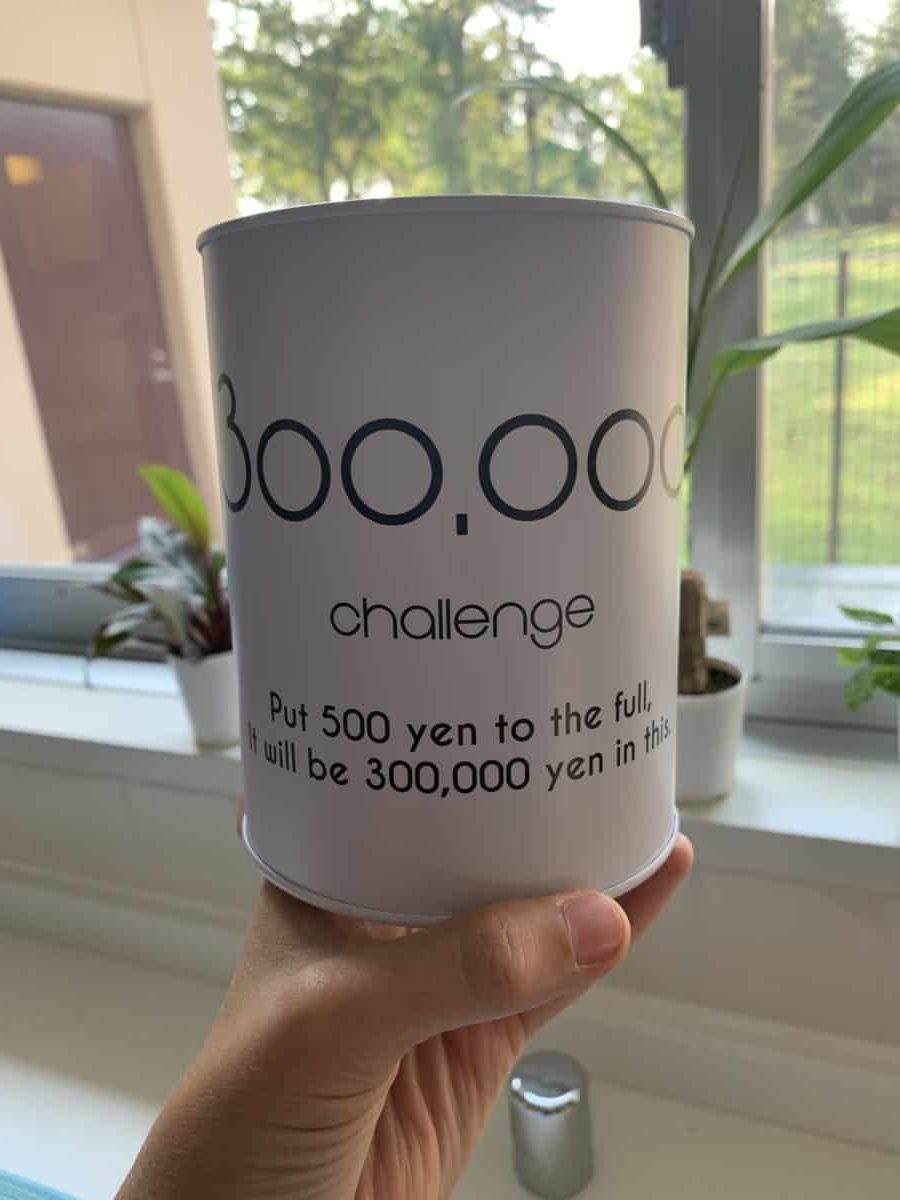 300,000
challenge
Put 500 yen to the full,
It will be 300,000 yen in this.